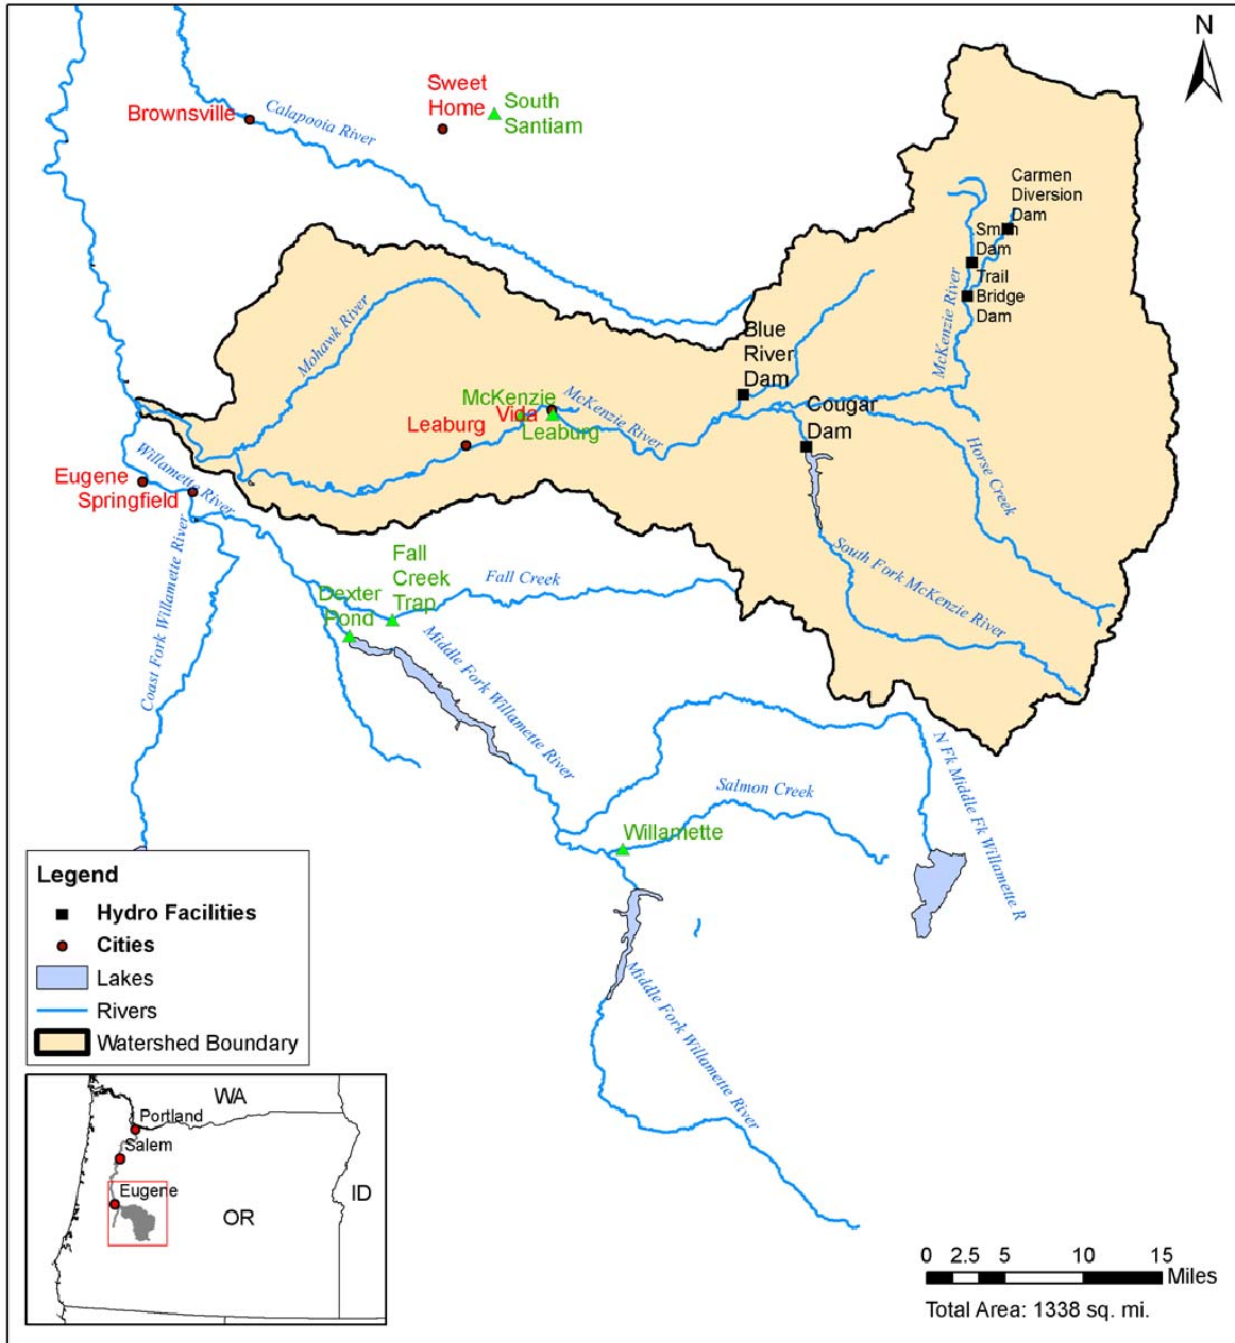 N
Sweet
Home
South
Santiam
Brownsville
Calapooia River
Carmen
Diversion
Dam
Dam
Trail
Bridge
Dam
McKenzie River
Mohawk River
Blue
River
Dam
McKenzie
Vida
Leaburg
McKenzie River
Leaburg
Cougar
Dam
Horse Creek
Eugene
Springfield
Willamette River
Coast Fork Willamette River
Fall
Creek
Trap
Fall Creek
South Fork McKenzie River
Dexter
Pond
Middle Fork Willamette River
N Fk Middle Fk Willamette R
Salmon Creek
Willamette
Middle Fork Willamette River
Legend
Hydro Facilities
Cities
Lakes
Rivers
Watershed Boundary
WA
Portland
Salem
Eugene
OR
ID
0 2.5 5 10 15
Miles
Total Area: 1338 sq. mi.